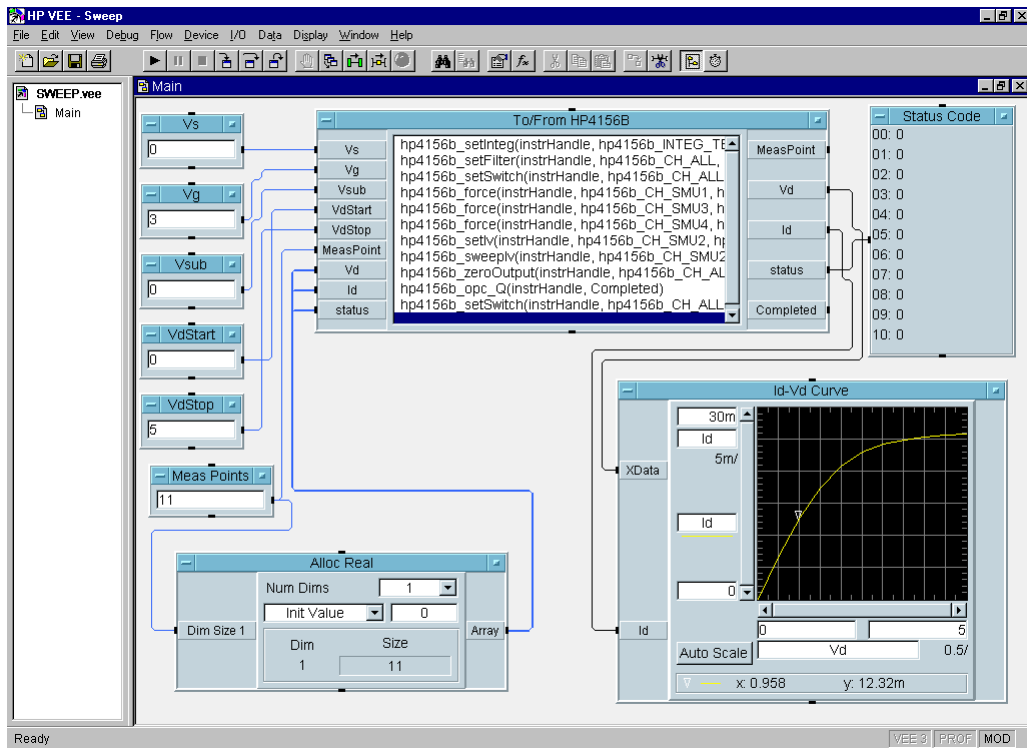 HP VEE - Sweep
File Edit View Debug Flow Device I/O Data Display Window Help
SWEEP.vee
Main
Main
Vs
0
Vg
3
Vsub
0
VdStart
0
VdStop
5
Meas Points
11
To/From HP4156B
Vs
Vg
Vsub
VdStart
VdStop
MeasPoint
Vd
Id
status
hp4156b_setInteg(instrHandle, hp4156b_INTEG_TE
hp4156b_setFilter(instrHandle, hp4156b_CH_ALL,
hp4156b_setSwitch(instrHandle, hp4156b_CH_ALL
hp4156b_force(instrHandle, hp4156b_CH_SMU1, h
hp4156b_force(instrHandle, hp4156b_CH_SMU3, h
hp4156b_force(instrHandle, hp4156b_CH_SMU4, h
hp4156b_setIv(instrHandle, hp4156b_CH_SMU2, hp
hp4156b_sweepIv(instrHandle, hp4156b_CH_SMU2
hp4156b_zeroOutput(instrHandle, hp4156b_CH_AL
hp4156b_opc_Q(instrHandle, Completed)
hp4156b_setSwitch(instrHandle, hp4156b_CH_ALL
MeasPoint
Vd
Id
status
Completed
Status Code
00: 0
01: 0
02: 0
03: 0
04: 0
05: 0
06: 0
07: 0
08: 0
09: 0
10: 0
Alloc Real
Num Dims 1
Init Value 0
Dim Size 1
Dim Size
1 11
Array
Id-Vd Curve
XData
Id
30m
Id
5m/
Id
0
0 5
Auto Scale Vd 0.5/
x: 0.958 y: 12.32m
Ready
VEE 3 PROF MOD